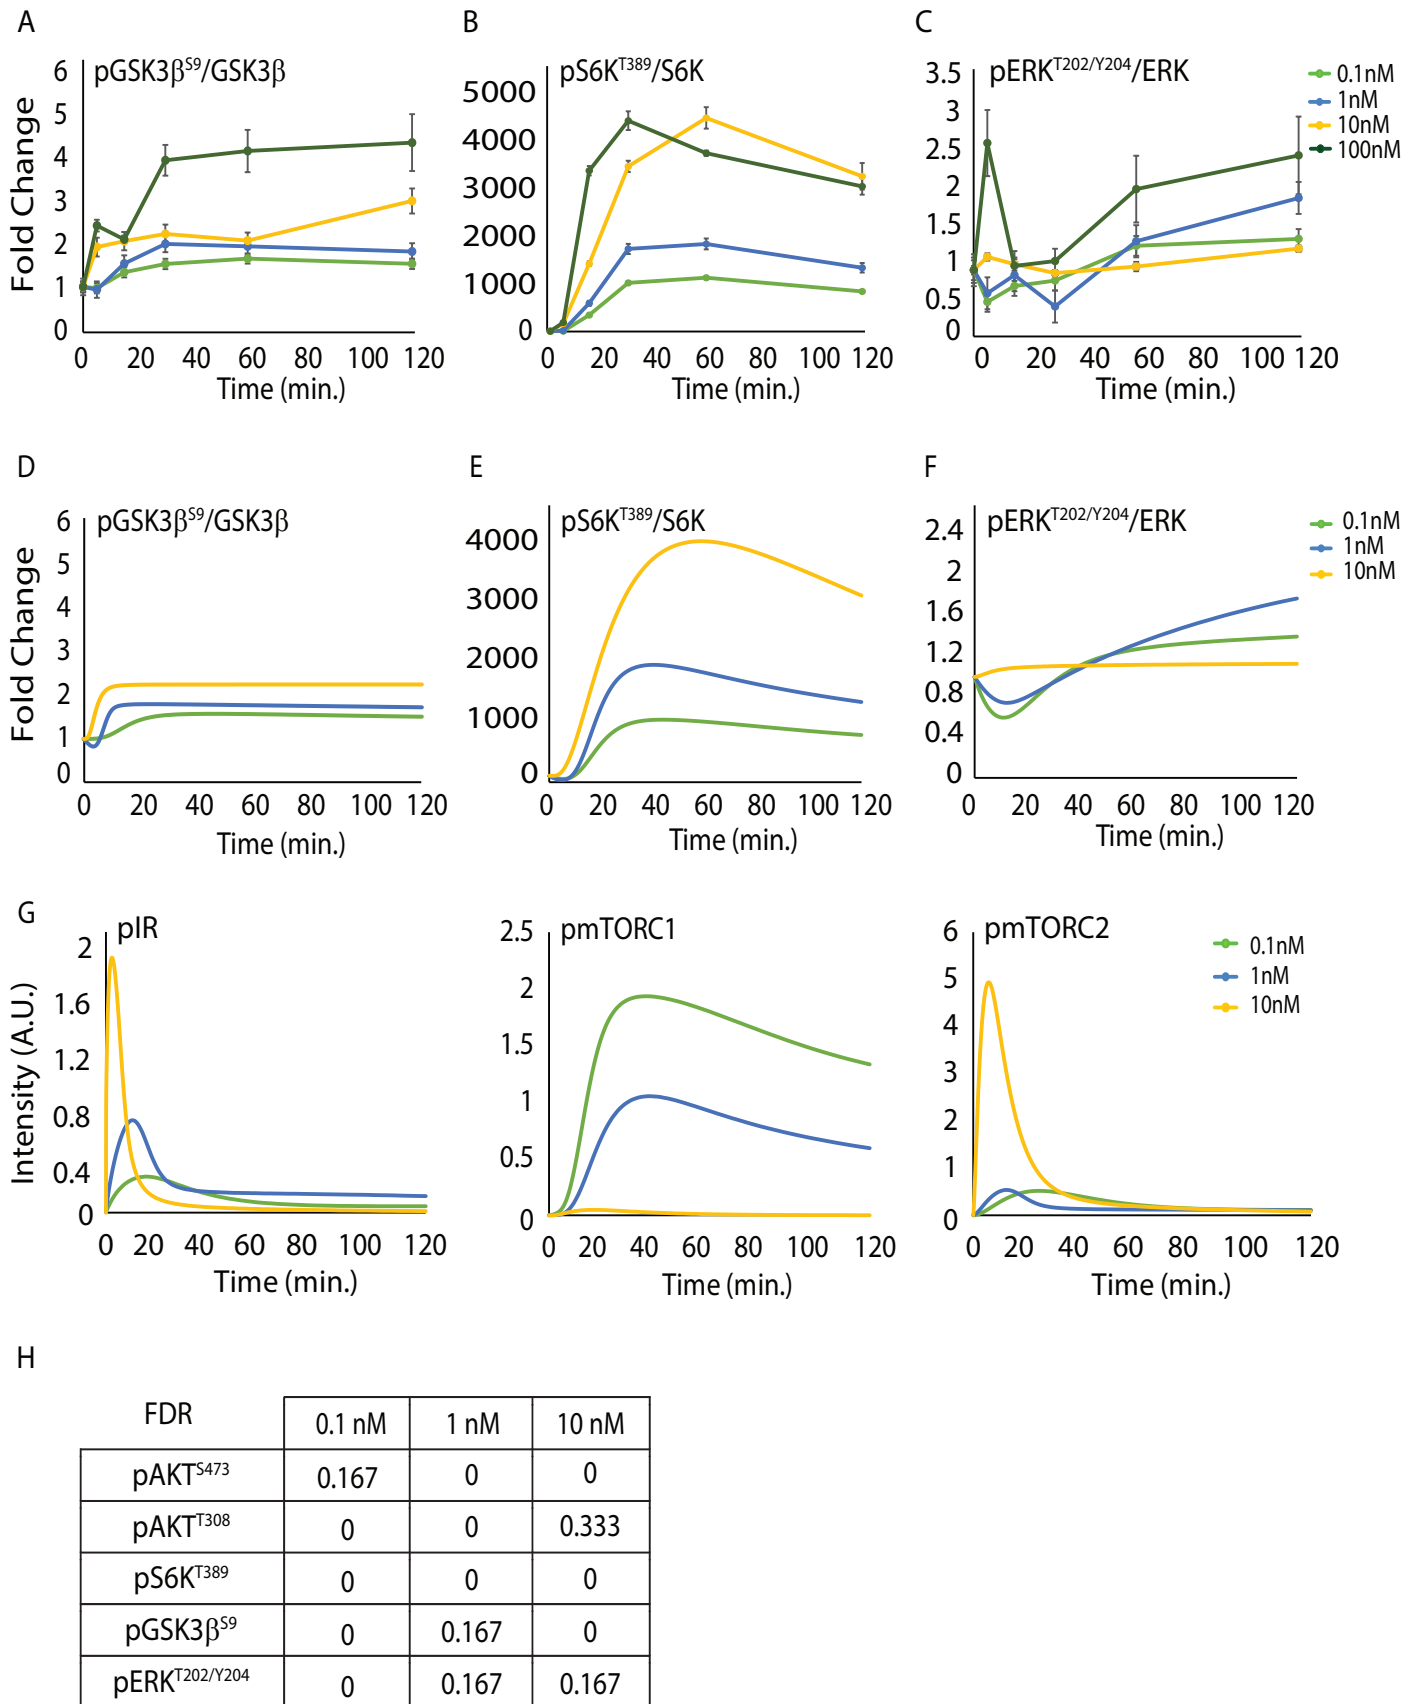 A
B
C
pGSK3β^S9/GSK3β
pS6K^T389/S6K
pERK^T202/Y204/ERK
0.1nM
1nM
10nM
100nM
Fold Change
6
5
4
3
2
1
0
5000
4000
3000
2000
1000
0
3.5
3
2.5
2
1.5
1
0.5
0
0 20 40 60 80 100 120
0 20 40 60 80 100 120
0 20 40 60 80 100 120
Time (min.)
Time (min.)
Time (min.)
D
E
F
pGSK3β^S9/GSK3β
pS6K^T389/S6K
pERK^T202/Y204/ERK
0.1nM
1nM
10nM
Fold Change
6
5
4
3
2
1
0
4000
3000
2000
1000
0
2.4
2
1.6
1.2
0.8
0.4
0
0 20 40 60 80 100 120
0 20 40 60 80 100 120
0 20 40 60 80 100 120
Time (min.)
Time (min.)
Time (min.)
G
pIR
pmTORC1
pmTORC2
0.1nM
1nM
10nM
Intensity (A.U.)
2
1.6
1.2
0.8
0.4
0
2.5
2
1.5
1
0.5
0
6
5
4
3
2
1
0
0 20 40 60 80 100 120
0 20 40 60 80 100 120
0 20 40 60 80 100 120
Time (min.)
Time (min.)
Time (min.)
H
FDR 0.1 nM 1 nM 10 nM
pAKT^S473 0.167 0 0
pAKT^T308 0 0 0.333
pS6K^T389 0 0 0
pGSK3β^S9 0 0.167 0
pERK^T202/Y204 0 0.167 0.167